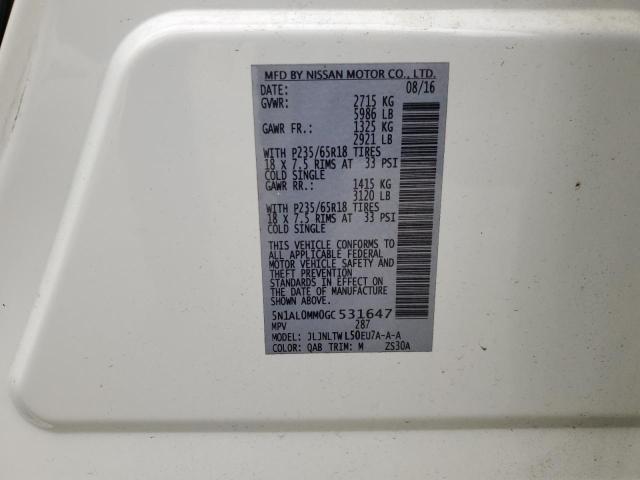 MFD BY NISSAN MOTOR CO., LTD.
DATE: 08/16
GVWR: 2715 KG
5986 LB
GAWR FR.: 1325 KG
2921 LB
WITH P235/65R18 TIRES
18 X 7.5 RIMS AT 33 PSI
COLD SINGLE
GAWR RR.: 1415 KG
3120 LB
WITH P235/65R18 TIRES
18 X 7.5 RIMS AT 33 PSI
COLD SINGLE
THIS VEHICLE CONFORMS TO
ALL APPLICABLE FEDERAL
MOTOR VEHICLE SAFETY AND
THEFT PREVENTION
STANDARDS IN EFFECT ON
THE DATE OF MANUFACTURE
SHOWN ABOVE.
5N1AL0MM0GC531647
MPV 287
MODEL: JLJNLTWL50EU7A-A-A
COLOR: QAB TRIM: M ZS30A